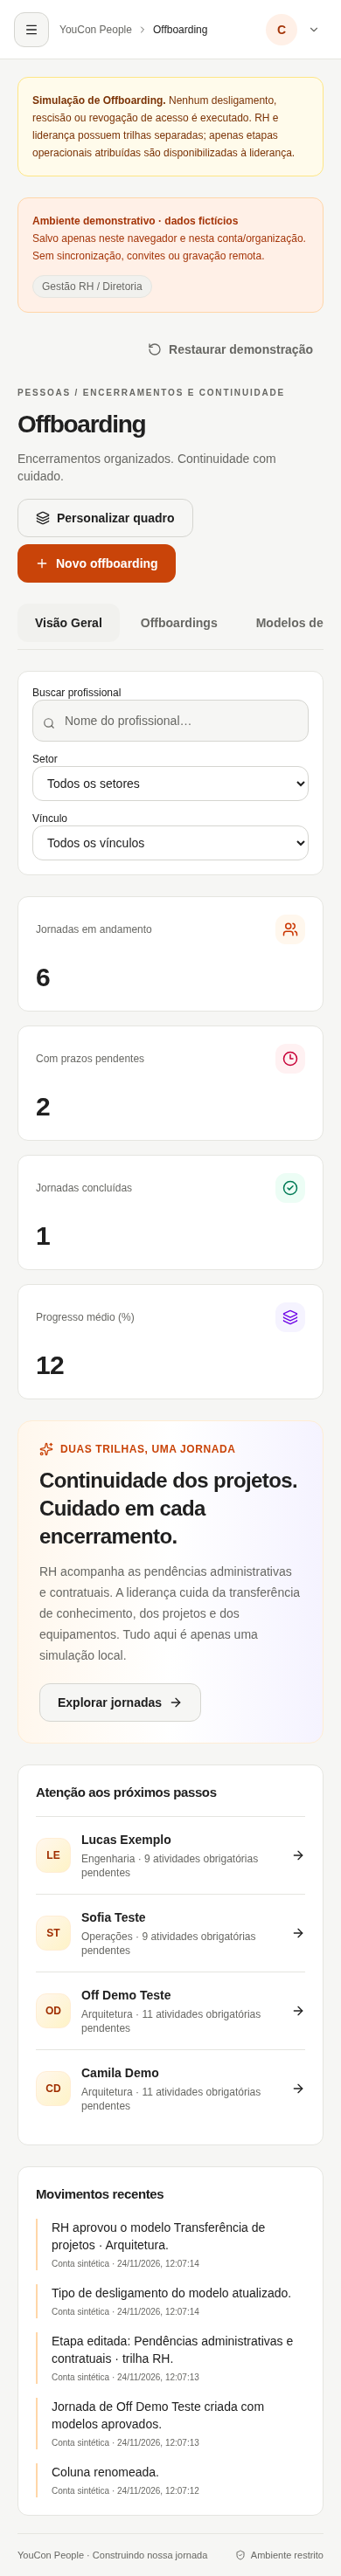 YouCon People > Offboarding
C
Simulação de Offboarding. Nenhum desligamento,
rescisão ou revogação de acesso é executado. RH e
liderança possuem trilhas separadas; apenas etapas
operacionais atribuídas são disponibilizadas à liderança.
Ambiente demonstrativo · dados fictícios
Salvo apenas neste navegador e nesta conta/organização.
Sem sincronização, convites ou gravação remota.
Gestão RH / Diretoria
Restaurar demonstração
PESSOAS / ENCERRAMENTOS E CONTINUIDADE
Offboarding
Encerramentos organizados. Continuidade com
cuidado.
Personalizar quadro
+ Novo offboarding
Visão Geral Offboardings Modelos de
Buscar profissional
Nome do profissional…
Setor
Todos os setores
Vínculo
Todos os vínculos
Jornadas em andamento
6
Com prazos pendentes
2
Jornadas concluídas
1
Progresso médio (%)
12
DUAS TRILHAS, UMA JORNADA
Continuidade dos projetos.
Cuidado em cada
encerramento.
RH acompanha as pendências administrativas
e contratuais. A liderança cuida da transferência
de conhecimento, dos projetos e dos
equipamentos. Tudo aqui é apenas uma
simulação local.
Explorar jornadas
Atenção aos próximos passos
LE
Lucas Exemplo
Engenharia · 9 atividades obrigatórias
pendentes
ST
Sofia Teste
Operações · 9 atividades obrigatórias
pendentes
OD
Off Demo Teste
Arquitetura · 11 atividades obrigatórias
pendentes
CD
Camila Demo
Arquitetura · 11 atividades obrigatórias
pendentes
Movimentos recentes
RH aprovou o modelo Transferência de
projetos · Arquitetura.
Conta sintética · 24/11/2026, 12:07:14
Tipo de desligamento do modelo atualizado.
Conta sintética · 24/11/2026, 12:07:14
Etapa editada: Pendências administrativas e
contratuais · trilha RH.
Conta sintética · 24/11/2026, 12:07:13
Jornada de Off Demo Teste criada com
modelos aprovados.
Conta sintética · 24/11/2026, 12:07:13
Coluna renomeada.
Conta sintética · 24/11/2026, 12:07:12
YouCon People · Construindo nossa jornada
Ambiente restrito